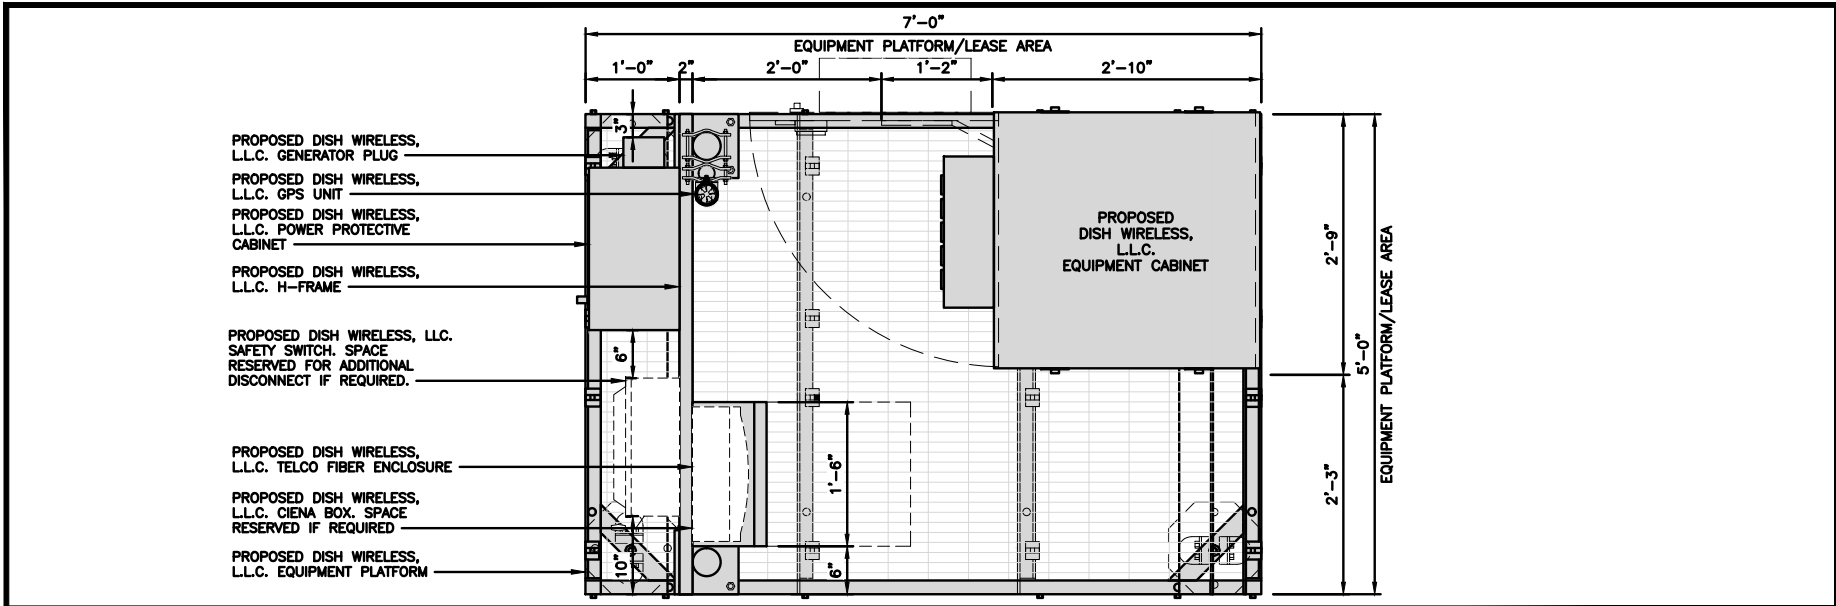 7'-0"
EQUIPMENT PLATFORM/LEASE AREA
1'-0"
2"
2'-0"
1'-2"
2'-10"
3"
PROPOSED DISH WIRELESS,
L.L.C. GENERATOR PLUG
PROPOSED DISH WIRELESS,
L.L.C. GPS UNIT
PROPOSED DISH WIRELESS,
L.L.C. POWER PROTECTIVE
CABINET
PROPOSED DISH WIRELESS,
L.L.C. H-FRAME
PROPOSED DISH WIRELESS, LLC.
SAFETY SWITCH. SPACE
RESERVED FOR ADDITIONAL
DISCONNECT IF REQUIRED.
PROPOSED DISH WIRELESS,
L.L.C. TELCO FIBER ENCLOSURE
PROPOSED DISH WIRELESS,
L.L.C. CIENA BOX. SPACE
RESERVED IF REQUIRED
PROPOSED DISH WIRELESS,
L.L.C. EQUIPMENT PLATFORM
6"
10"
1'-6"
6"
PROPOSED
DISH WIRELESS,
L.L.C.
EQUIPMENT CABINET
2'-9"
2'-3"
5'-0"
EQUIPMENT PLATFORM/LEASE AREA